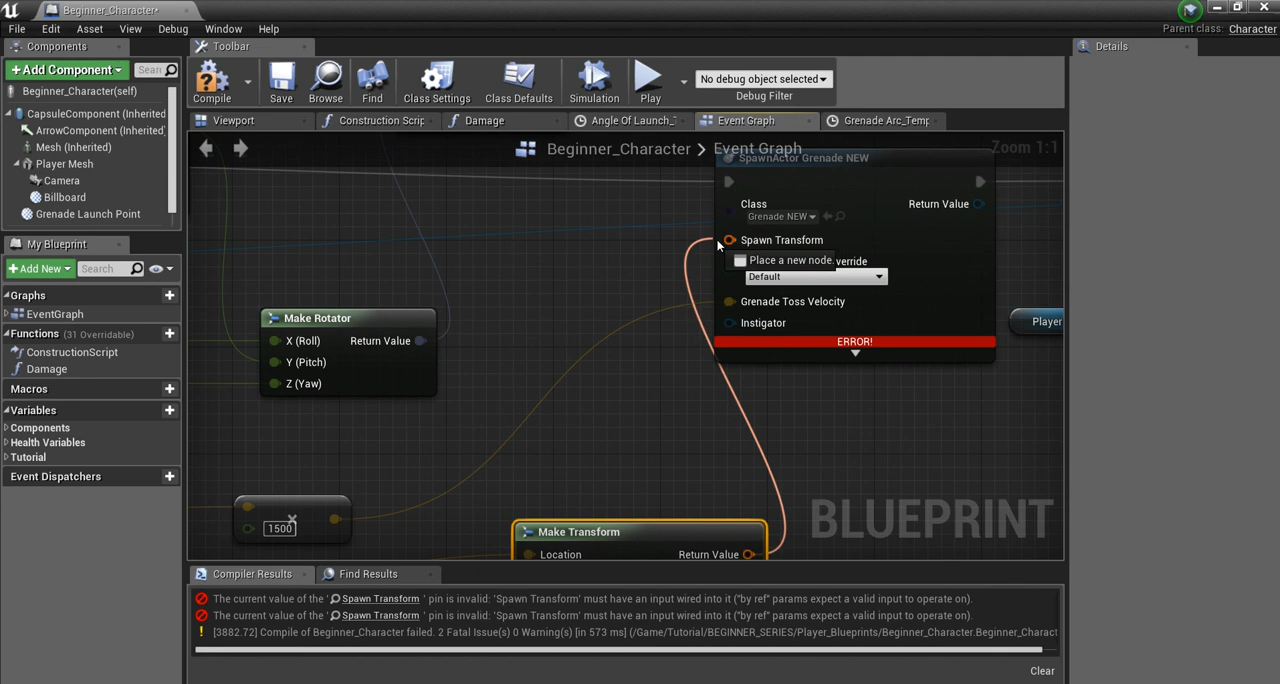 Beginner_Character*
File Edit Asset View Debug Window Help
Parent class: Character
Components
Toolbar
Details
+ Add Component
Sear
Beginner_Character(self)
CapsuleComponent (Inherited
ArrowComponent (Inherited)
Mesh (Inherited)
Player Mesh
Camera
Billboard
Grenade Launch Point
Compile
Save
Browse
Find
Class Settings
Class Defaults
Simulation
Play
No debug object selected
Debug Filter
Viewport
Construction Scrip
Damage
Angle Of Launch_T
Event Graph
Grenade Arc_Temp
Beginner_Character > Event Graph
Zoom 1:1
SpawnActor Grenade NEW
Class
Grenade NEW
Return Value
Spawn Transform
Place a new node.
verride
Default
Grenade Toss Velocity
Instigator
ERROR!
Player
Make Rotator
X (Roll)
Return Value
Y (Pitch)
Z (Yaw)
1500
Make Transform
Location
Return Value
BLUEPRINT
My Blueprint
+ Add New
Search
Graphs
EventGraph
Functions (31 Overridable)
ConstructionScript
Damage
Macros
Variables
Components
Health Variables
Tutorial
Event Dispatchers
Compiler Results
Find Results
The current value of the ' Spawn Transform ' pin is invalid: 'Spawn Transform' must have an input wired into it ("by ref" params expect a valid input to operate on).
The current value of the ' Spawn Transform ' pin is invalid: 'Spawn Transform' must have an input wired into it ("by ref" params expect a valid input to operate on).
[3882.72] Compile of Beginner_Character failed. 2 Fatal Issue(s) 0 Warning(s) [in 573 ms] (/Game/Tutorial/BEGINNER_SERIES/Player_Blueprints/Beginner_Character.Beginner_Charact
Clear